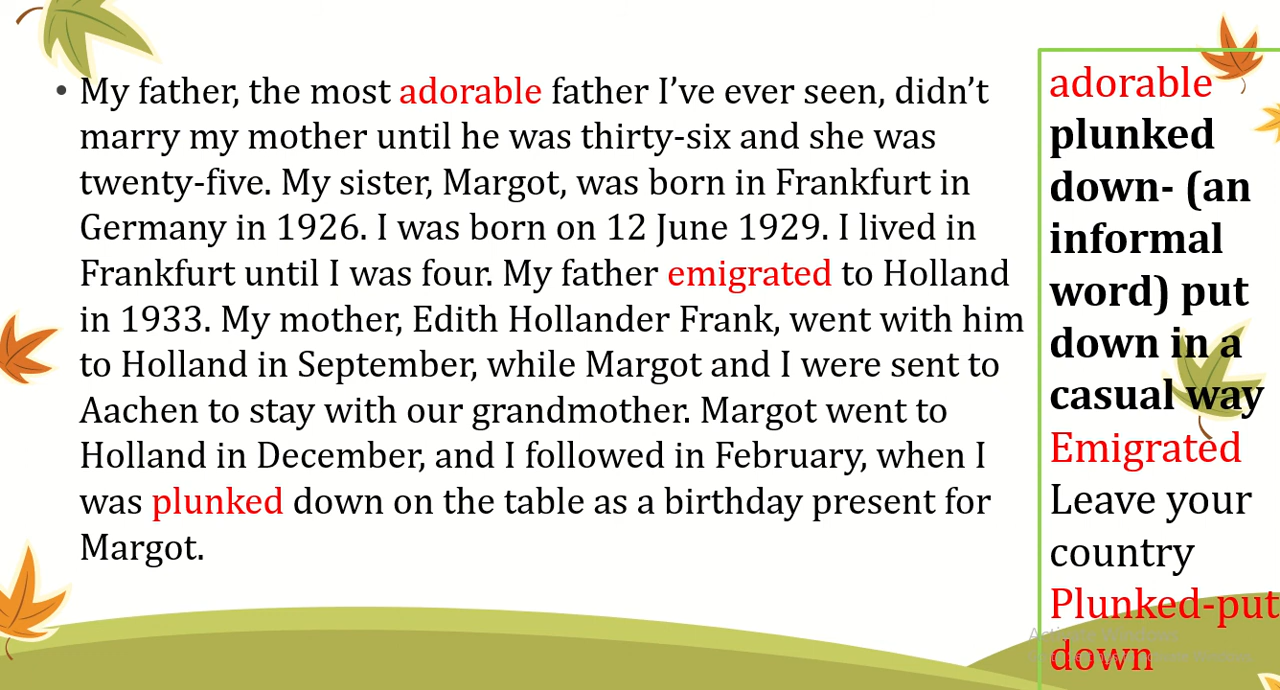 • My father, the most adorable father I’ve ever seen, didn’t
marry my mother until he was thirty-six and she was
twenty-five. My sister, Margot, was born in Frankfurt in
Germany in 1926. I was born on 12 June 1929. I lived in
Frankfurt until I was four. My father emigrated to Holland
in 1933. My mother, Edith Hollander Frank, went with him
to Holland in September, while Margot and I were sent to
Aachen to stay with our grandmother. Margot went to
Holland in December, and I followed in February, when I
was plunked down on the table as a birthday present for
Margot.
adorable
plunked
down- (an
informal
word) put
down in a
casual way
Emigrated
Leave your
country
Plunked-put
down
Activate Windows